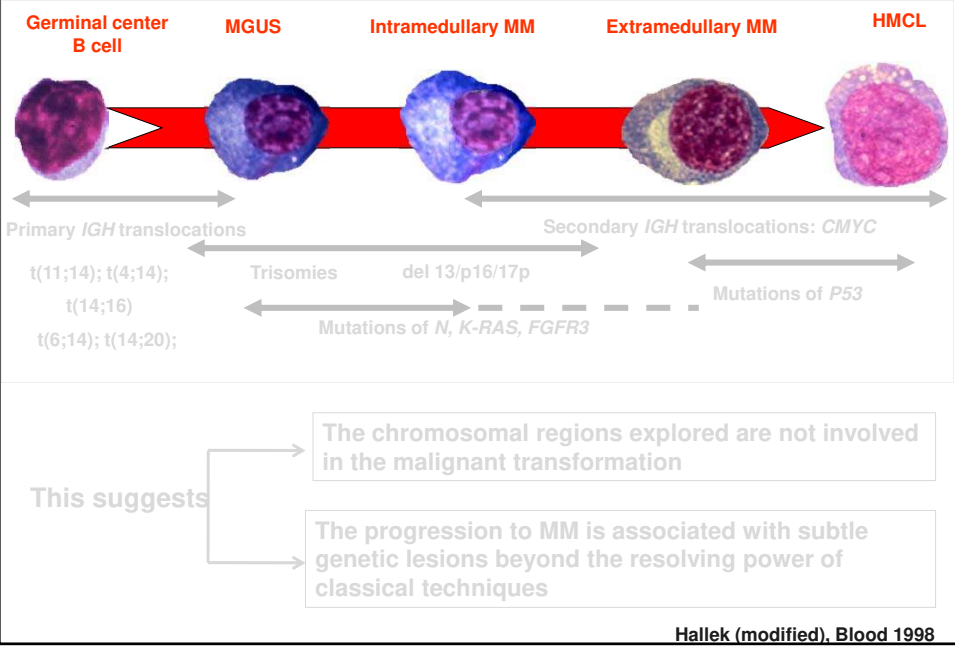 Germinal center
B cell
MGUS
Intramedullary MM
Extramedullary MM
HMCL
Primary IGH translocations
Secondary IGH translocations: CMYC
t(11;14); t(4;14);
t(14;16)
t(6;14); t(14;20);
Trisomies
del 13/p16/17p
Mutations of P53
Mutations of N, K-RAS, FGFR3
This suggests
The chromosomal regions explored are not involved
in the malignant transformation
The progression to MM is associated with subtle
genetic lesions beyond the resolving power of
classical techniques
Hallek (modified), Blood 1998